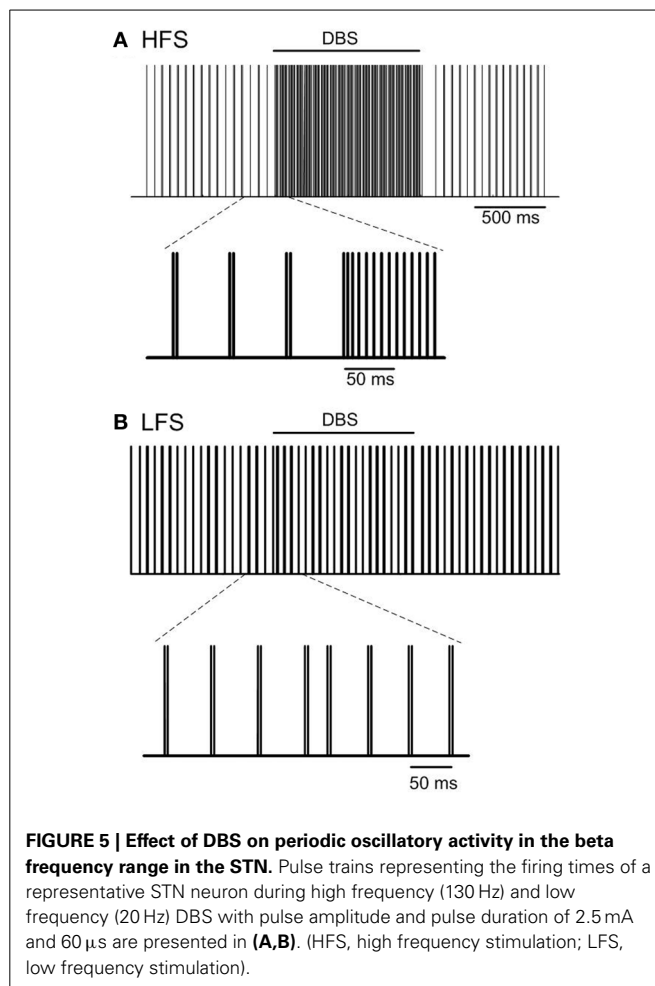 A HFS
DBS
500 ms
50 ms
B LFS
DBS
50 ms
FIGURE 5 | Effect of DBS on periodic oscillatory activity in the beta
frequency range in the STN. Pulse trains representing the firing times of a
representative STN neuron during high frequency (130 Hz) and low
frequency (20 Hz) DBS with pulse amplitude and pulse duration of 2.5 mA
and 60 μs are presented in (A,B). (HFS, high frequency stimulation; LFS,
low frequency stimulation).